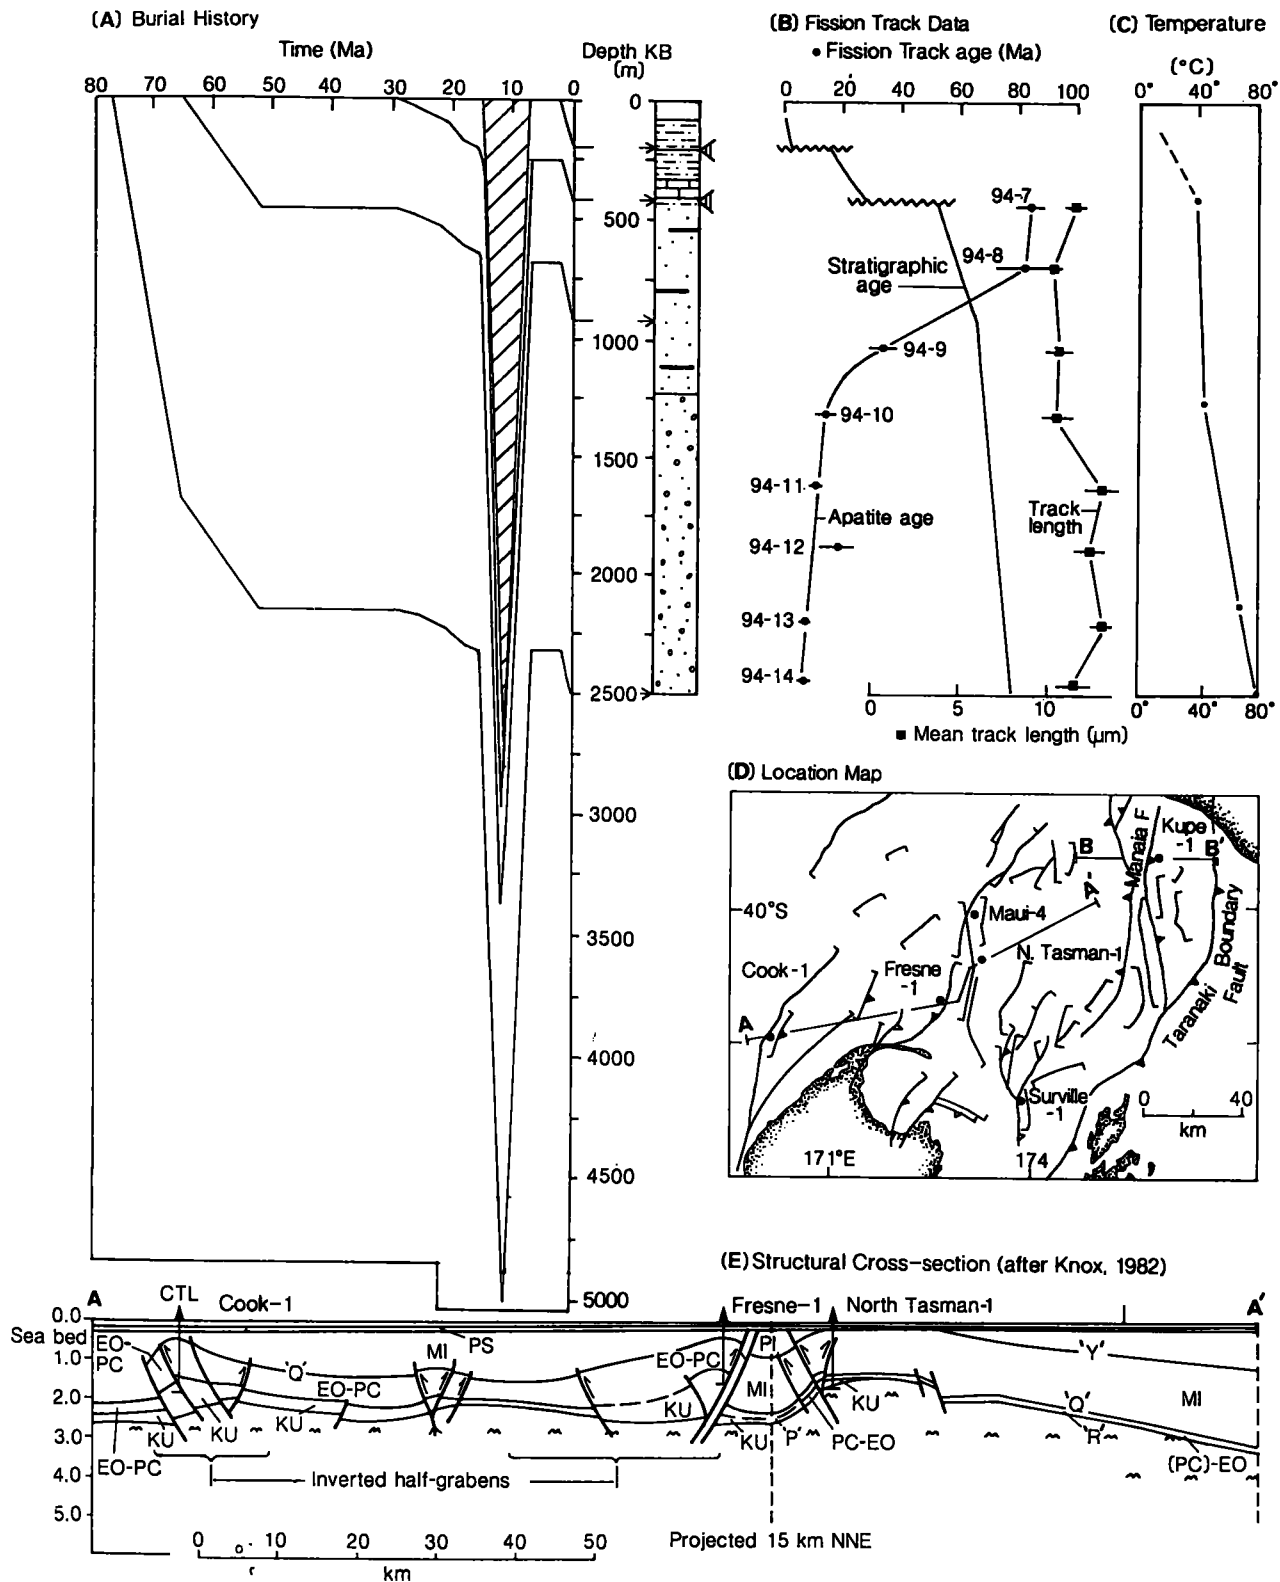 (A) Burial History
Time (Ma)
80 70 60 50 40 30 20 10 0
Depth KB
(m)
0
500
1000
1500
2000
2500
3000
3500
4000
4500
5000
(B) Fission Track Data
• Fission Track age (Ma)
0 20 40 60 80 100
94-7
94-8
Stratigraphic
age
94-9
94-10
94-11
Apatite age
Track
length
94-12
94-13
94-14
0 5 10
■ Mean track length (μm)
(C) Temperature
(°C)
0° 40° 80°
0° 40° 80°
(D) Location Map
Kupe
-1
B
B'
Manaia F
A'
40°S
Maui-4
Boundary
Cook-1
Fresne
-1
N. Tasman-1
Taranaki
Fault
A
Surville
-1
0 40
km
171°E
174
(E) Structural Cross-section (after Knox, 1982)
A
CTL
Cook-1
Fresne-1
North Tasman-1
A'
0.0
Sea bed
PS
EO-
PC
MI
EO-PC
PI
'Y'
1.0
'Q'
EO-PC
MI
2.0
KU
KU
KU
KU
'Q'
MI
3.0
KU
KU
'P'
PC-EO
'R'
EO-PC
(PC)-EO
4.0
Inverted half-grabens
5.0
0 10 20 30 40 50
km
Projected 15 km NNE